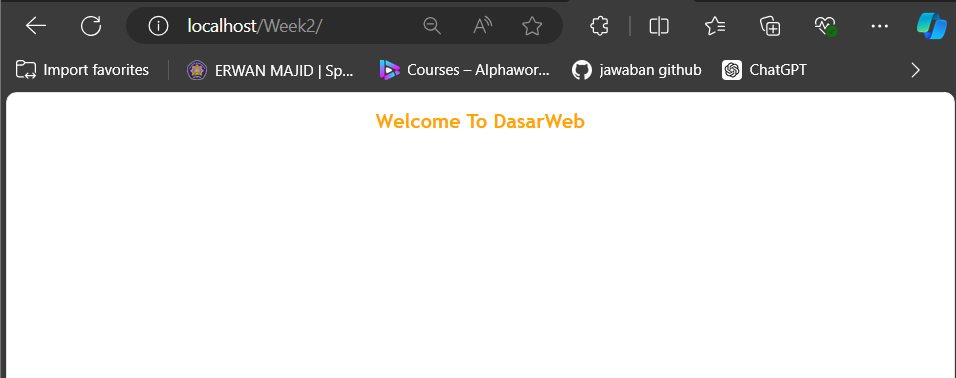 localhost/Week2/
Import favorites ERWAN MAJID | Sp... Courses – Alphawor... jawaban github ChatGPT
Welcome To DasarWeb